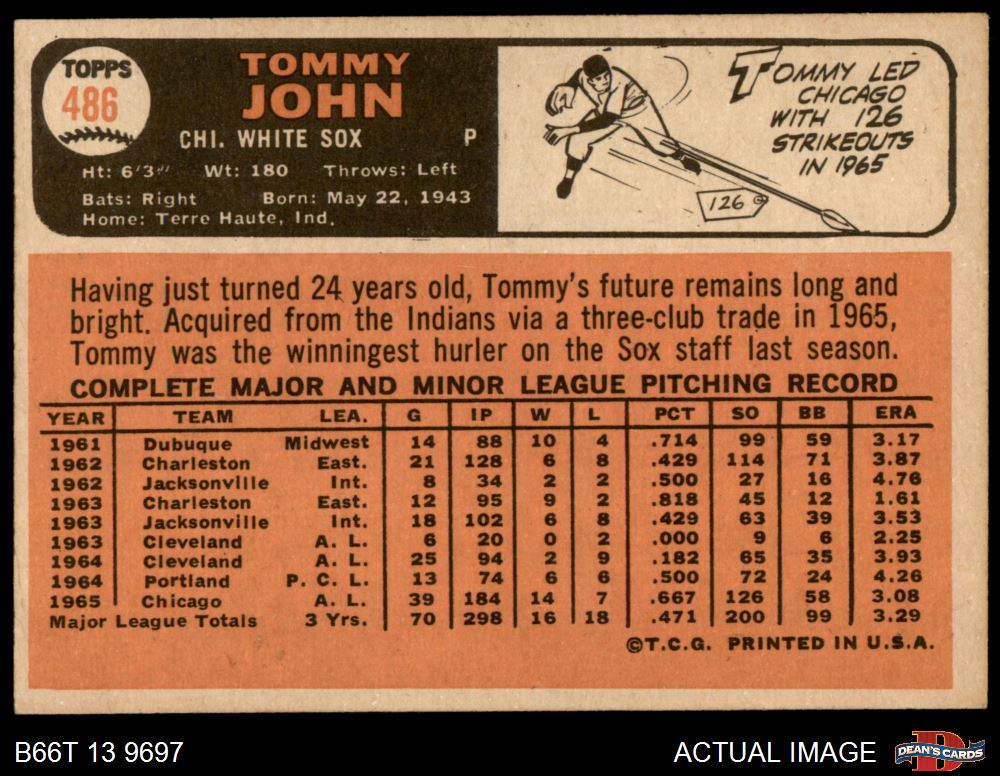 TOPPS
486
TOMMY
JOHN
CHI. WHITE SOX P
Ht: 6'3" Wt: 180 Throws: Left
Bats: Right Born: May 22, 1943
Home: Terre Haute, Ind.
TOMMY LED
CHICAGO
WITH 126
STRIKEOUTS
IN 1965
126
Having just turned 24 years old, Tommy's future remains long and
bright. Acquired from the Indians via a three-club trade in 1965,
Tommy was the winningest hurler on the Sox staff last season.
COMPLETE MAJOR AND MINOR LEAGUE PITCHING RECORD
YEAR TEAM LEA. G IP W L PCT SO BB ERA
1961 Dubuque Midwest 14 88 10 4 .714 99 59 3.17
1962 Charleston East. 21 128 6 8 .429 114 71 3.87
1962 Jacksonville Int. 8 34 2 2 .500 27 16 4.76
1963 Charleston East. 12 95 9 2 .818 45 12 1.61
1963 Jacksonville Int. 18 102 6 8 .429 63 39 3.53
1963 Cleveland A. L. 6 20 0 2 .000 9 6 2.25
1964 Cleveland A. L. 25 94 2 9 .182 65 35 3.93
1964 Portland P. C. L. 13 74 6 6 .500 72 24 4.26
1965 Chicago A. L. 39 184 14 7 .667 126 58 3.08
Major League Totals 3 Yrs. 70 298 16 18 .471 200 99 3.29
©T.C.G. PRINTED IN U.S.A.
B66T 13 9697
ACTUAL IMAGE
D
DEAN'S CARDS